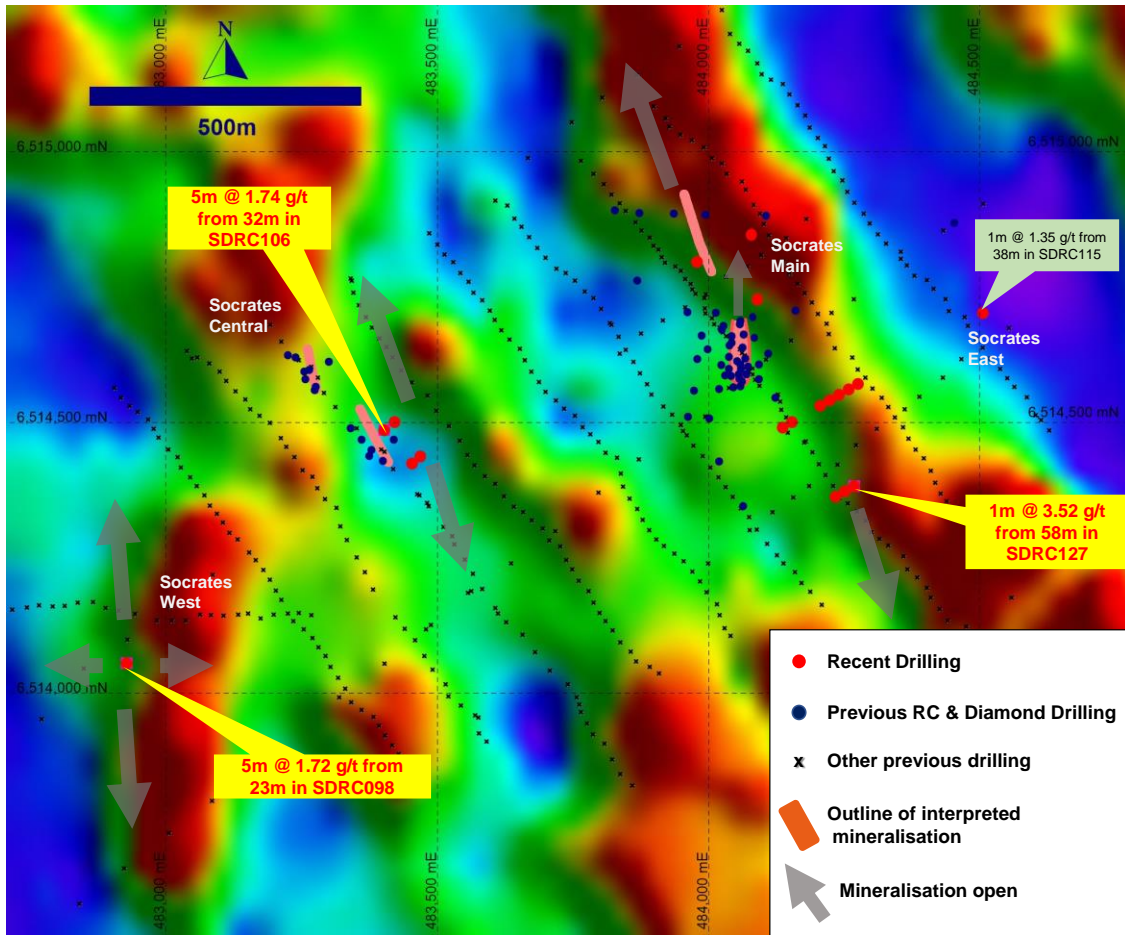 N
500m
483,000 mE
483,500 mE
484,000 mE
484,500 mE
6,515,000 mN
6,515,000 mN
5m @ 1.74 g/t
from 32m in
SDRC106
Socrates
Main
1m @ 1.35 g/t from
38m in SDRC115
Socrates
Central
Socrates
East
6,514,500 mN
6,514,500 mN
1m @ 3.52 g/t
from 58m in
SDRC127
Socrates
West
6,514,000 mN
5m @ 1.72 g/t from
23m in SDRC098
483,000 mE
483,500 mE
484,000 mE
Recent Drilling
Previous RC & Diamond Drilling
x Other previous drilling
Outline of interpreted
mineralisation
Mineralisation open